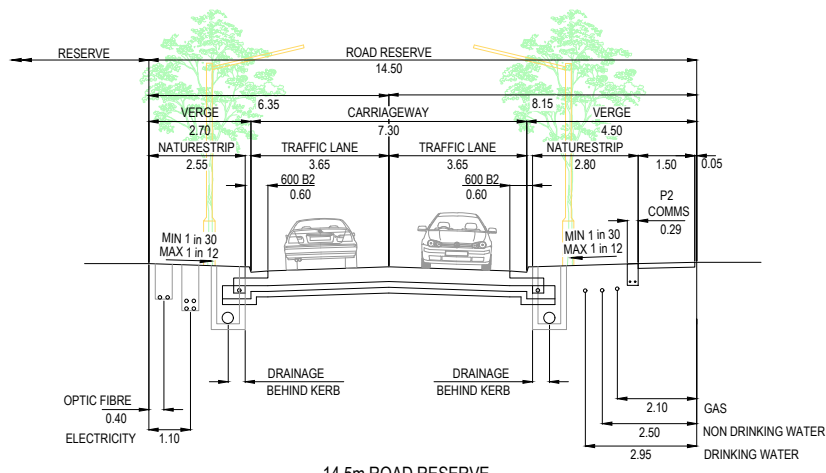 RESERVE
ROAD RESERVE
14.50
6.35
8.15
VERGE
CARRIAGEWAY
VERGE
2.70
7.30
4.50
NATURESTRIP
TRAFFIC LANE
TRAFFIC LANE
NATURESTRIP
2.55
3.65
3.65
2.80
1.50
0.05
600 B2
0.60
600 B2
0.60
P2
COMMS
0.29
MIN 1 in 30
MAX 1 in 12
MIN 1 in 30
MAX 1 in 12
DRAINAGE
BEHIND KERB
DRAINAGE
BEHIND KERB
OPTIC FIBRE
0.40
ELECTRICITY
1.10
2.10
GAS
2.50
NON DRINKING WATER
2.95
DRINKING WATER
14.5m ROAD RESERVE